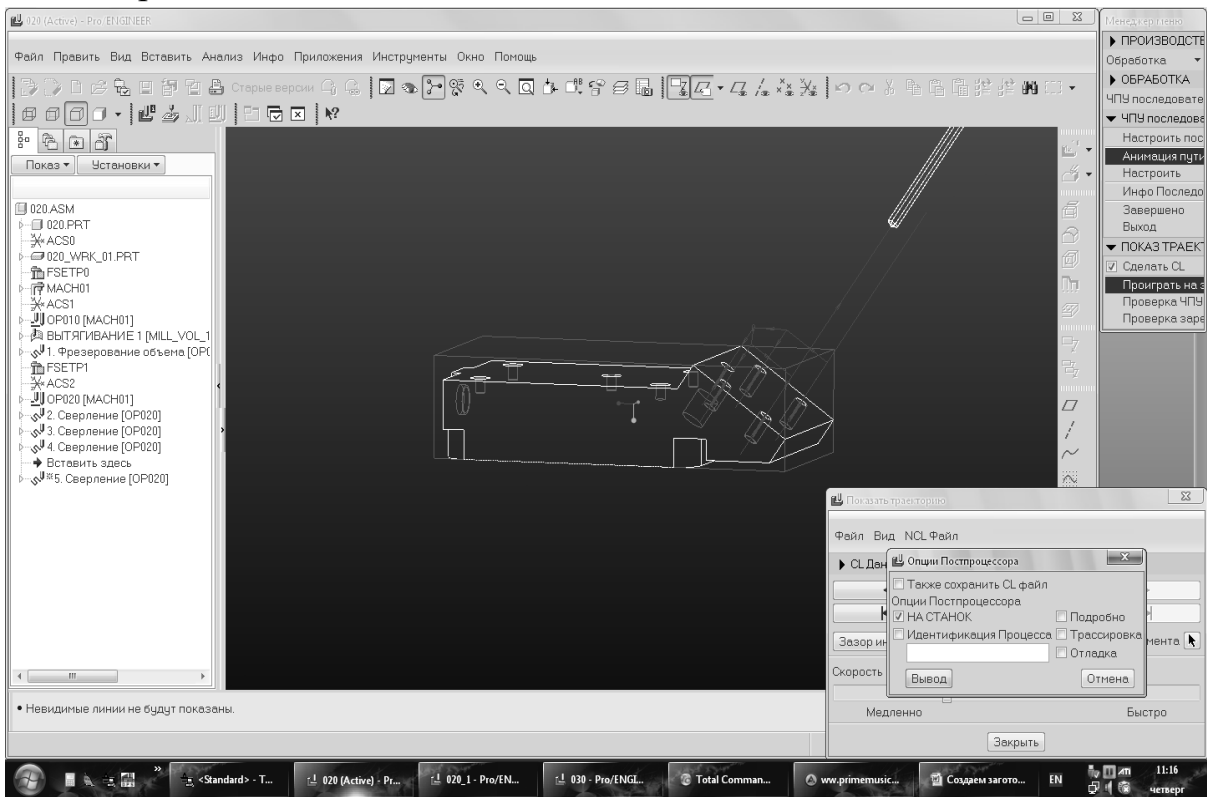 020 (Active) - Pro/ENGINEER
Файл Править Вид Вставить Анализ Инфо Приложения Инструменты Окно Помощь
Старые версии
Показ Установки
020.ASM
020.PRT
ACS0
020_WRK_01.PRT
FSETP0
MACH01
ACS1
OP010 [MACH01]
ВЫТЯГИВАНИЕ 1 [MILL_VOL_1
1. Фрезерование объема [OP0
FSETP1
ACS2
OP020 [MACH01]
2. Сверление [OP020]
3. Сверление [OP020]
4. Сверление [OP020]
Вставить здесь
5. Сверление [OP020]
Невидимые линии не будут показаны.
Менеджер меню
ПРОИЗВОДСТЕ
Обработка
ОБРАБОТКА
ЧПУ последовате
ЧПУ последова
Настроить пос
Анимация пути
Настроить
Инфо Последо
Завершено
Выход
ПОКАЗ ТРАЕКТ
Сделать CL
Проиграть на э
Проверка ЧПУ
Проверка заре
Показать траекторию
Файл Вид NCL Файл
CL Дан
Зазор ин
мента
Скорость
Медленно Быстро
Закрыть
Опции Постпроцессора
Также сохранить CL файл
Опции Постпроцессора
НА СТАНОК Подробно
Идентификация Процесса Трассировка
Отладка
Вывод Отмена
<Standard> - T...
020 (Active) - Pr...
020_1 - Pro/EN...
030 - Pro/ENGI...
Total Comman...
ww.primemusic...
Создаем загото...
EN
11:16
четверг